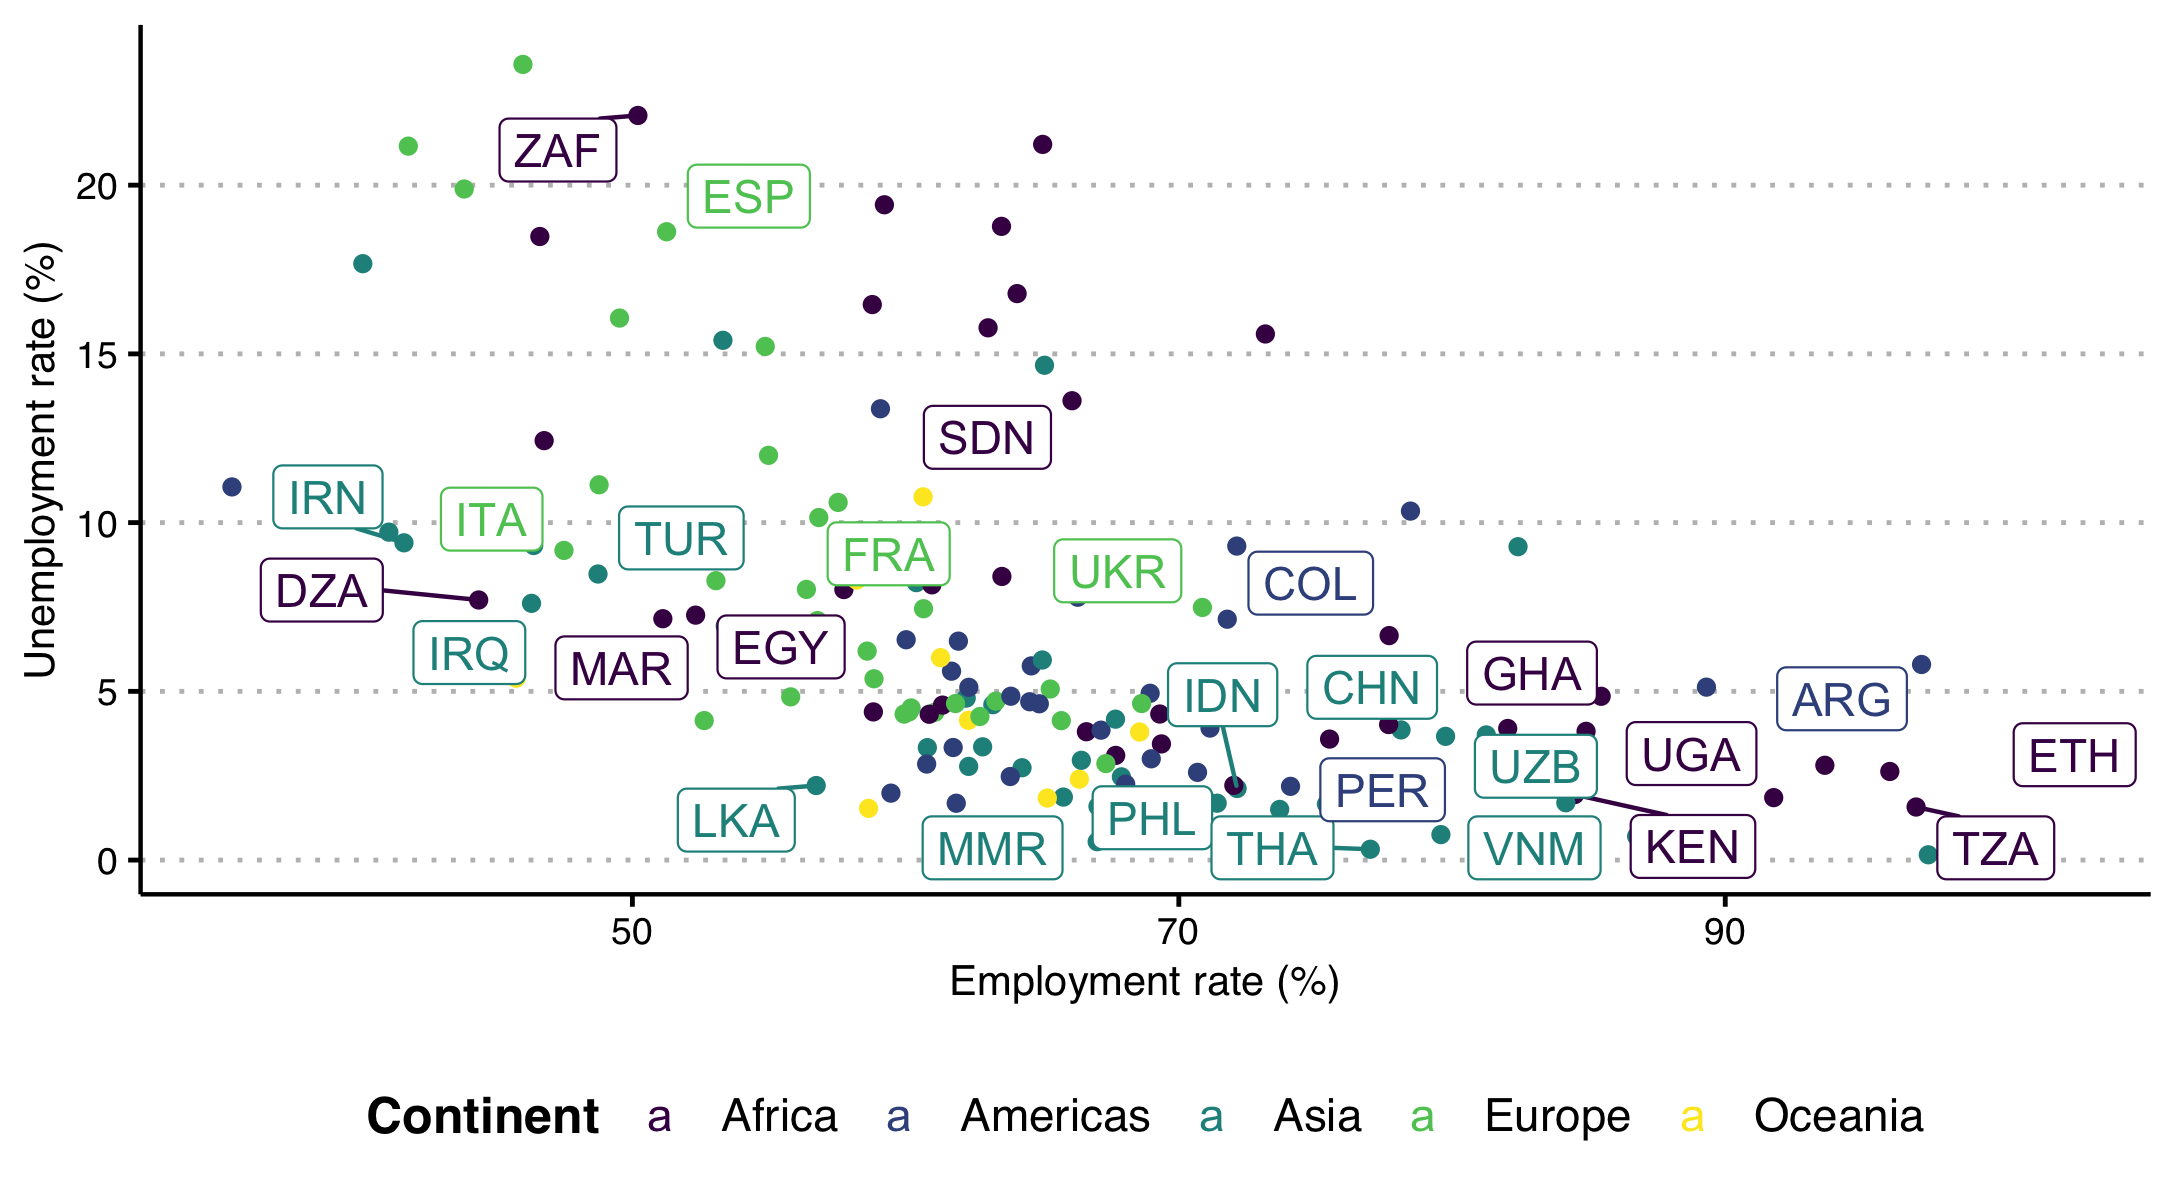 Unemployment rate (%)
20
15
10
5
0
ZAF
ESP
SDN
IRN
ITA
TUR
FRA
UKR
COL
DZA
IRQ
MAR
EGY
IDN
CHN
GHA
ARG
UGA
ETH
UZB
PER
LKA
PHL
MMR
THA
VNM
KEN
TZA
50 70 90
Employment rate (%)
Continent a Africa a Americas a Asia a Europe a Oceania